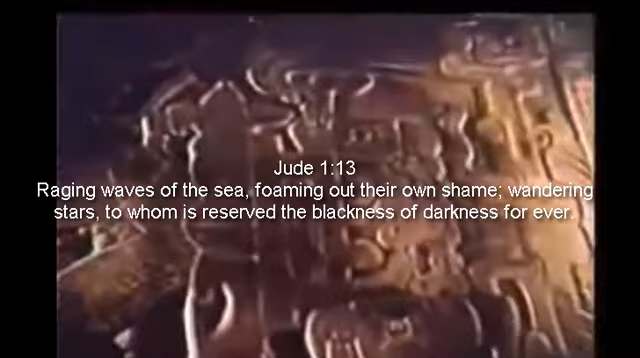 Jude 1:13
Raging waves of the sea, foaming out their own shame; wandering
stars, to whom is reserved the blackness of darkness for ever.